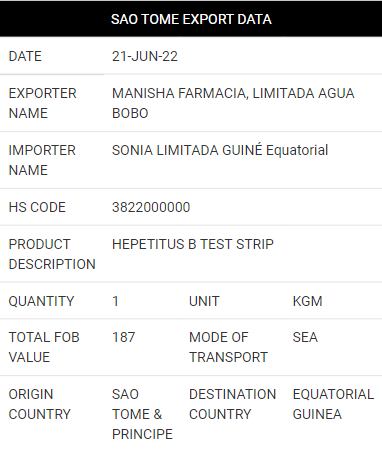 SAO TOME EXPORT DATA
DATE 21-JUN-22
EXPORTER MANISHA FARMACIA, LIMITADA AGUA
NAME BOBO
IMPORTER SONIA LIMITADA GUINÉ Equatorial
NAME
HS CODE 3822000000
PRODUCT HEPETITUS B TEST STRIP
DESCRIPTION
QUANTITY 1 UNIT KGM
TOTAL FOB 187 MODE OF SEA
VALUE TRANSPORT
ORIGIN SAO DESTINATION EQUATORIAL
COUNTRY TOME & COUNTRY GUINEA
PRINCIPE